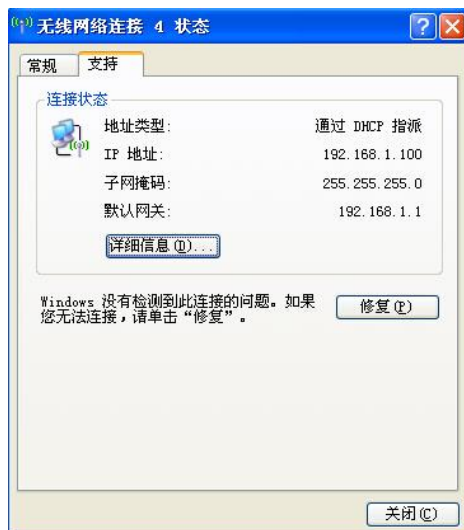 无线网络连接 4 状态
常规 支持
连接状态
地址类型: 通过 DHCP 指派
IP 地址: 192.168.1.100
子网掩码: 255.255.255.0
默认网关: 192.168.1.1
详细信息(D)...
Windows 没有检测到此连接的问题。如果
您无法连接,请单击“修复”。
修复(P)
关闭(C)